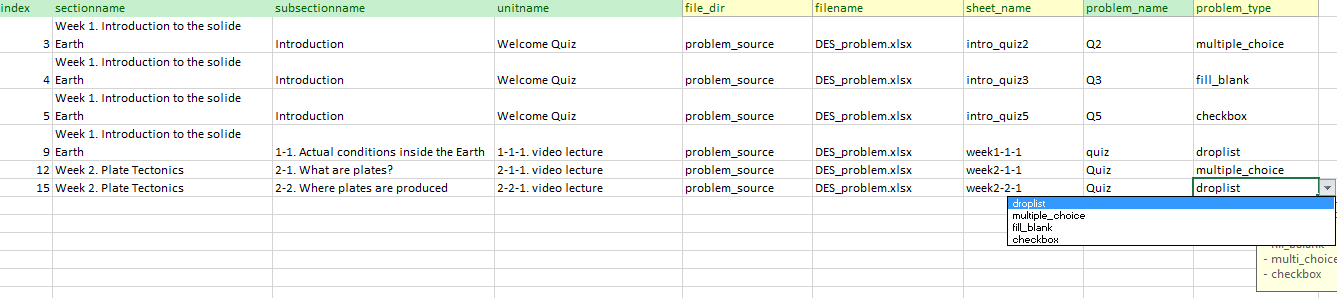 index sectionname subsectionname unitname file_dir filename sheet_name problem_name problem_type
Week 1. Introduction to the solide
3 Earth Introduction Welcome Quiz problem_source DES_problem.xlsx intro_quiz2 Q2 multiple_choice
Week 1. Introduction to the solide
4 Earth Introduction Welcome Quiz problem_source DES_problem.xlsx intro_quiz3 Q3 fill_blank
Week 1. Introduction to the solide
5 Earth Introduction Welcome Quiz problem_source DES_problem.xlsx intro_quiz5 Q5 checkbox
Week 1. Introduction to the solide
9 Earth 1-1. Actual conditions inside the Earth 1-1-1. video lecture problem_source DES_problem.xlsx week1-1-1 quiz droplist
12 Week 2. Plate Tectonics 2-1. What are plates? 2-1-1. video lecture problem_source DES_problem.xlsx week2-1-1 Quiz multiple_choice
15 Week 2. Plate Tectonics 2-2. Where plates are produced 2-2-1. video lecture problem_source DES_problem.xlsx week2-2-1 Quiz droplist
droplist
multiple_choice
fill_blank
checkbox
- multi_choice
- checkbox